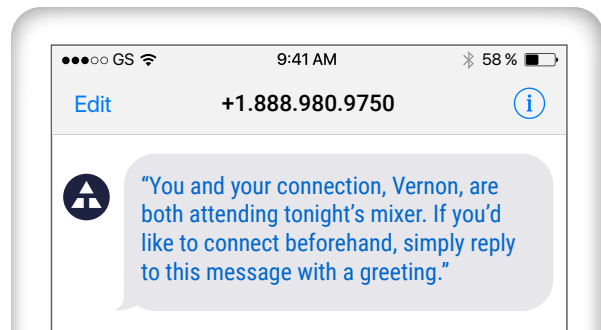 GS 9:41 AM 58 %
Edit +1.888.980.9750 i
“You and your connection, Vernon, are
both attending tonight’s mixer. If you’d
like to connect beforehand, simply reply
to this message with a greeting.”